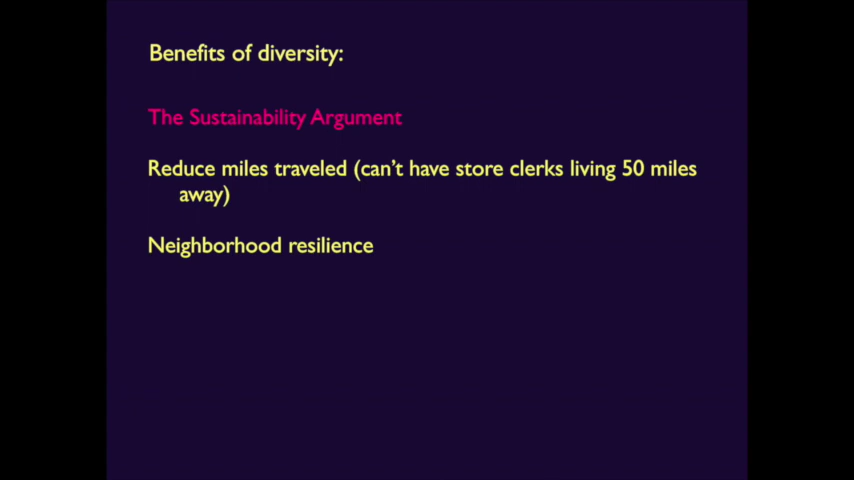 Benefits of diversity:
The Sustainability Argument
Reduce miles traveled (can't have store clerks living 50 miles
away)
Neighborhood resilience